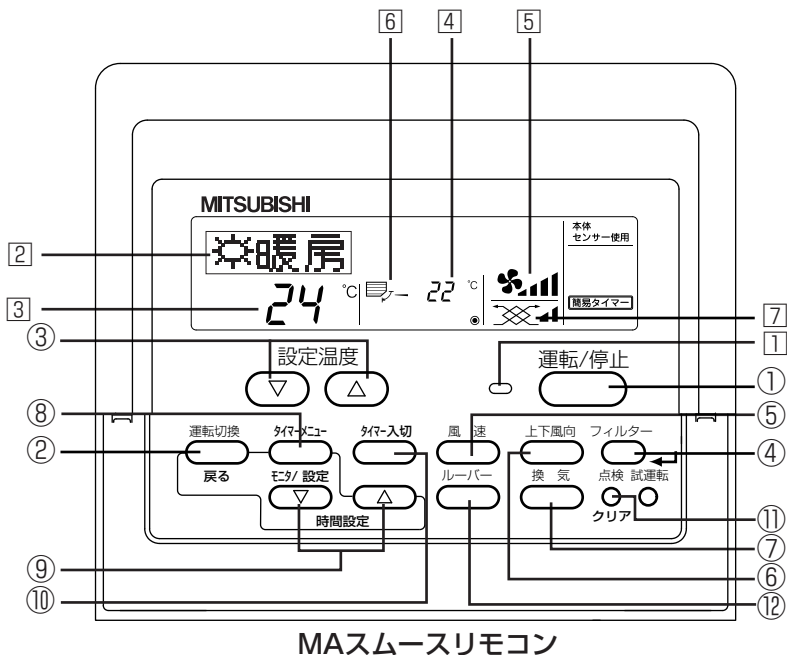 6 4 5
MITSUBISHI
本体
センサー使用
2 暖房
3 24 ℃ 22 ℃ 簡易タイマー
7
1
③ 設定温度 運転/停止 ①
▽ △
⑤
⑧ 運転切換 タイマーメニュー タイマー入切 風 速 上下風向 フィルター
② ④
戻る モニタ/設定 ルーバー 換 気 点検 試運転
▽ △ クリア ⑪
時間設定
⑦
⑨ ⑥
⑩ ⑫
MAスムースリモコン